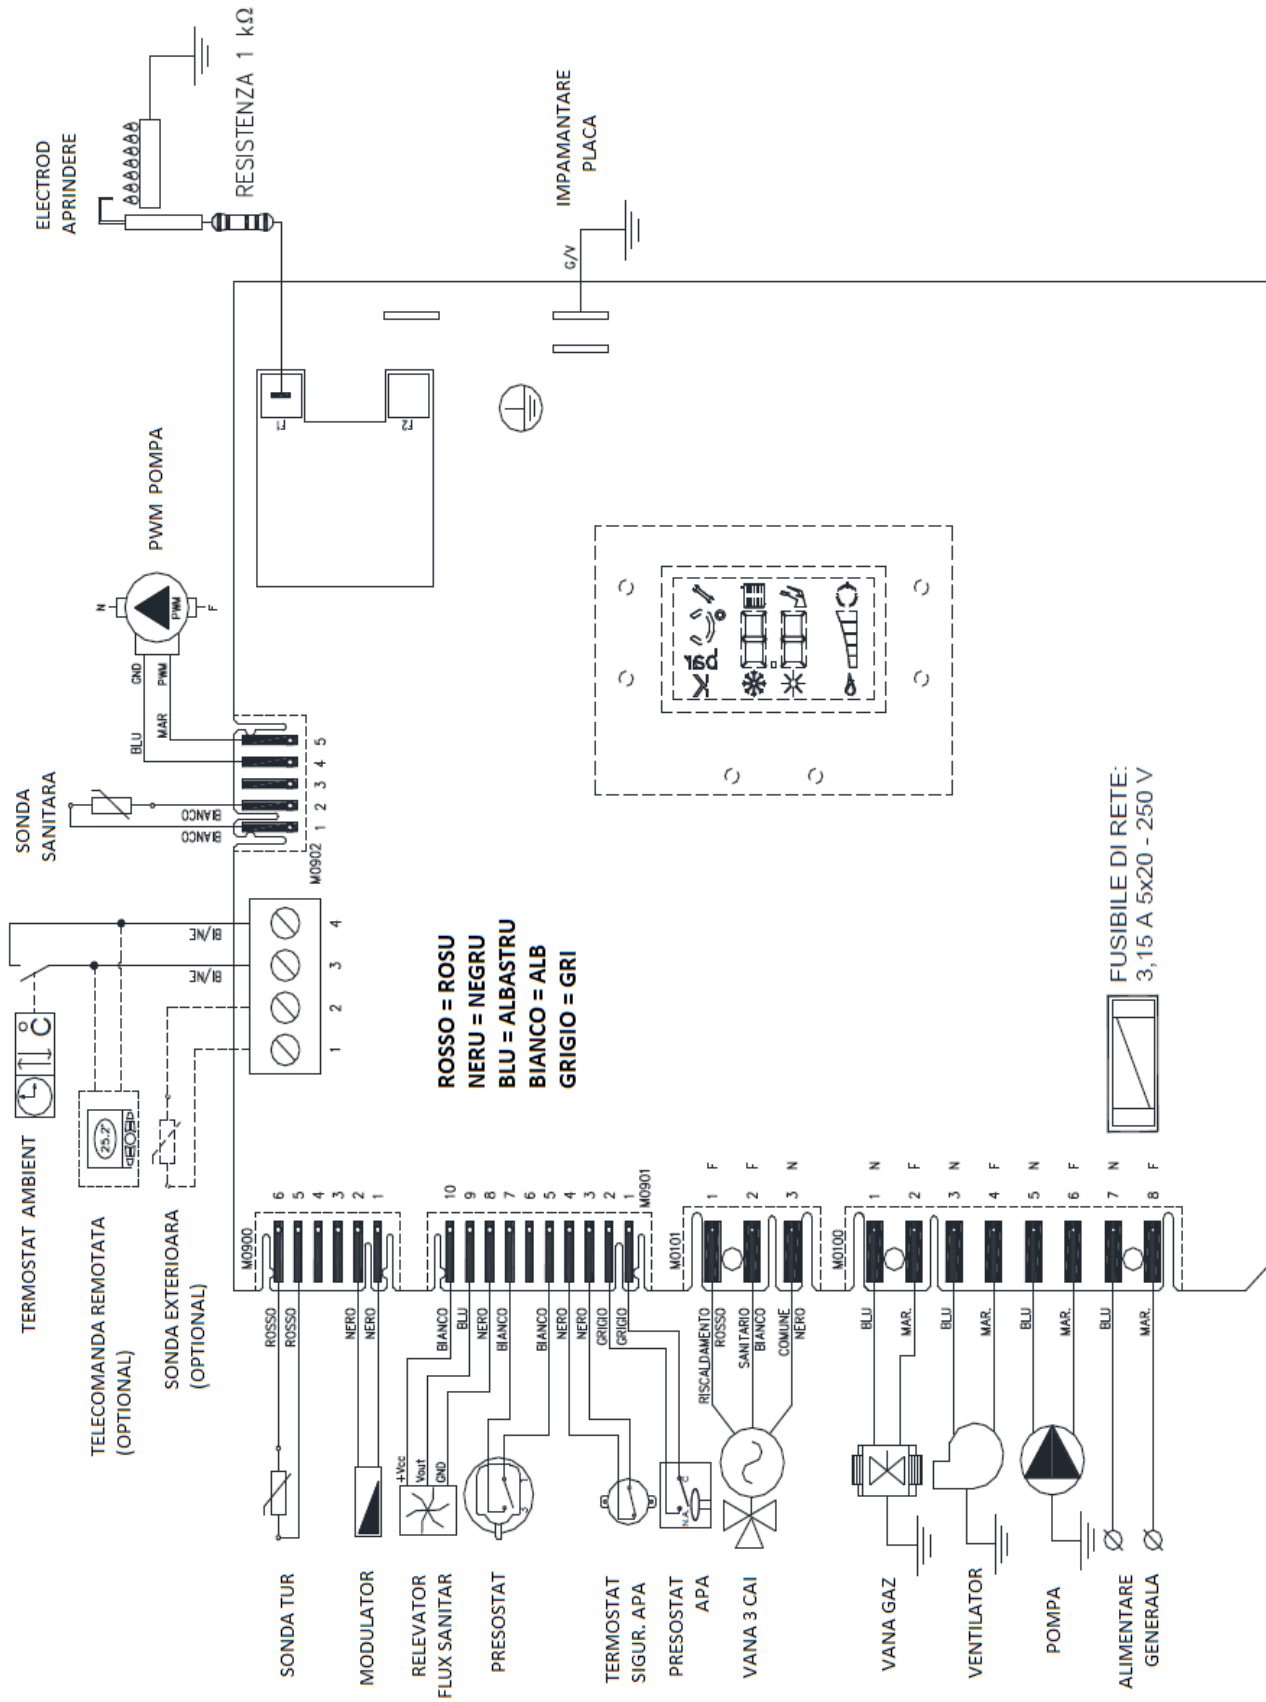 ELECTROD
APRINDERE
RESISTENZA 1 kΩ
IMPAMANTARE
PLACA
G/V
F1
F2
PWM POMPA
N
PWM
F
GND
PWM
BLU
MAR
SONDA
SANITARA
BIANCO
BIANCO
1 2 3 4 5
M0902
TERMOSTAT AMBIENT
°C
BI/NE
BI/NE
1 2 3 4
TELECOMANDA REMOTATA
(OPTIONAL)
25.2°
SONDA EXTERIOARA
(OPTIONAL)
ROSSO = ROSU
NERU = NEGRU
BLU = ALBASTRU
BIANCO = ALB
GRIGIO = GRI
FUSIBILE DI RETE:
3,15 A 5x20 - 250 V
M0900
6 5 4 3 2 1
ROSSO
ROSSO
NERO
NERO
M0901
10 9 8 7 6 5 4 3 2 1
BIANCO
BLU
NERO
BIANCO
BIANCO
NERO
NERO
GRIGIO
GRIGIO
+Vcc
Vout
GND
M0101
1 F
2 F
3 N
RISCALDAMENTO
ROSSO
SANITARIO
BIANCO
COMUNE
NERO
M0100
1 N
2 F
3 N
4 F
5 N
6 F
7 N
8 F
BLU
MAR.
BLU
MAR.
BLU
MAR.
BLU
MAR.
3 1
N.A. C
SONDA TUR
MODULATOR
RELEVATOR
FLUX SANITAR
PRESOSTAT
TERMOSTAT
SIGUR. APA
PRESOSTAT
APA
VANA 3 CAI
VANA GAZ
VENTILATOR
POMPA
ALIMENTARE
GENERALA